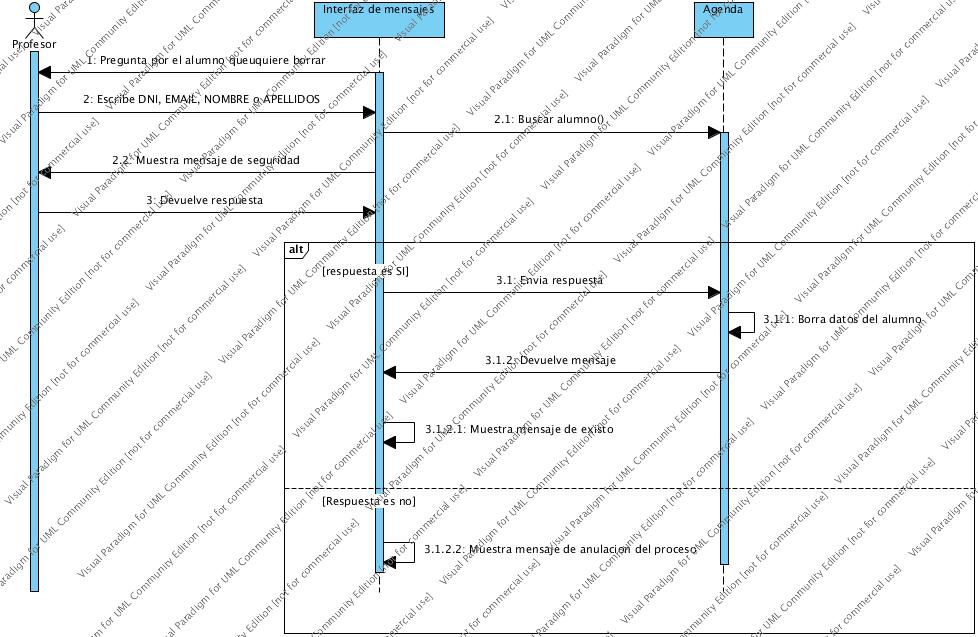 Interfaz de mensajes
Agenda
Profesor
1: Pregunta por el alumno queuquiere borrar
2: Escribe DNI, EMAIL, NOMBRE o APELLIDOS
2.1: Buscar alumno()
2.2: Muestra mensaje de seguridad
3: Devuelve respuesta
alt
[respuesta es SI]
3.1: Envia respuesta
3.1.1: Borra datos del alumno
3.1.2: Devuelve mensaje
3.1.2.1: Muestra mensaje de existo
[Respuesta es no]
3.1.2.2: Muestra mensaje de anulacion del proceso
Visual Paradigm for UML Community Edition [not for commercial use]